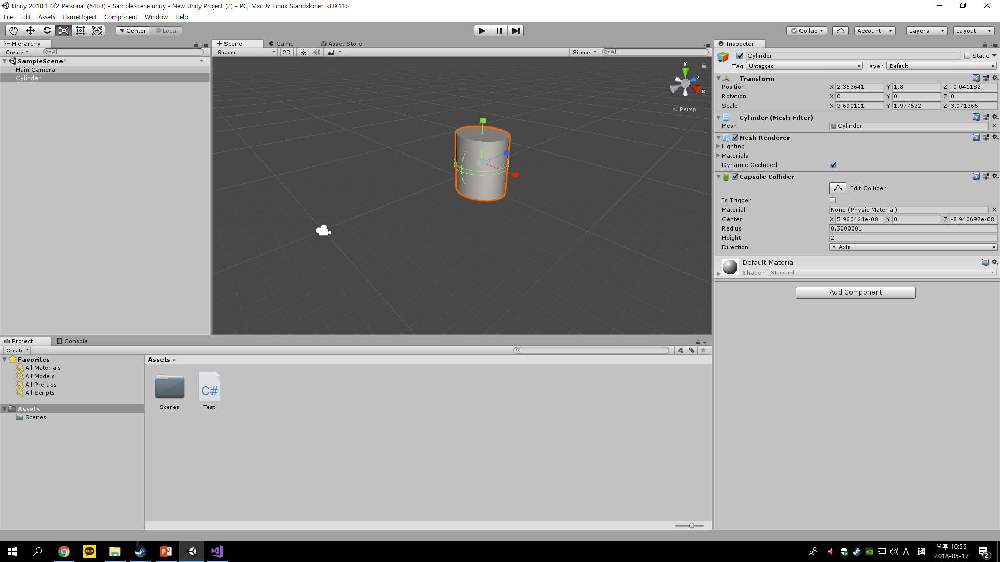 Unity 2018.1.0f2 Personal (64bit) - SampleScene.unity - New Unity Project (2) - PC, Mac & Linux Standalone* <DX11>
File Edit Assets GameObject Component Window Help
Center Local Collab Account Layers Layout
Hierarchy
Create All
SampleScene*
Main Camera
Cylinder
Scene Game Asset Store
Shaded 2D Gizmos All
y
z
x
Persp
Inspector
Cylinder Static
Tag Untagged Layer Default
Transform
Position X 2.363641 Y 1.8 Z -0.041182
Rotation X 0 Y 0 Z 0
Scale X 3.690111 Y 1.977632 Z 3.071365
Cylinder (Mesh Filter)
Mesh Cylinder
Mesh Renderer
Lighting
Materials
Dynamic Occluded
Capsule Collider
Edit Collider
Is Trigger
Material None (Physic Material)
Center X 5.960464e-08 Y 0 Z -8.940697e-08
Radius 0.5000001
Height 2
Direction Y-Axis
Default-Material
Shader Standard
Add Component
Project Console
Create
Favorites
All Materials
All Models
All Prefabs
All Scripts
Assets
Scenes
Assets
C#
Scenes Test
TALK
A
오후 10:55
2018-05-17
2